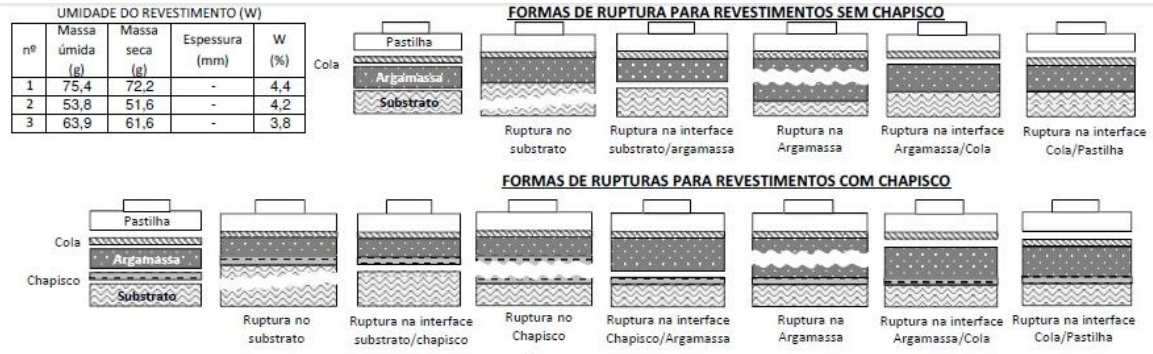 UMIDADE DO REVESTIMENTO (W)
nº Massa úmida (g) Massa seca (g) Espessura (mm) W (%)
1 75,4 72,2 - 4,4
2 53,8 51,6 - 4,2
3 63,9 61,6 - 3,8
FORMAS DE RUPTURA PARA REVESTIMENTOS SEM CHAPISCO
Pastilha
Cola
Argamassa
Substrato
Ruptura no
substrato
Ruptura na interface
substrato/argamassa
Ruptura na
Argamassa
Ruptura na interface
Argamassa/Cola
Ruptura na interface
Cola/Pastilha
FORMAS DE RUPTURAS PARA REVESTIMENTOS COM CHAPISCO
Pastilha
Cola
Argamassa
Chapisco
Substrato
Ruptura no
substrato
Ruptura na interface
substrato/chapisco
Ruptura no
Chapisco
Ruptura na interface
Chapisco/Argamassa
Ruptura na
Argamassa
Ruptura na interface
Argamassa/Cola
Ruptura na interface
Cola/Pastilha